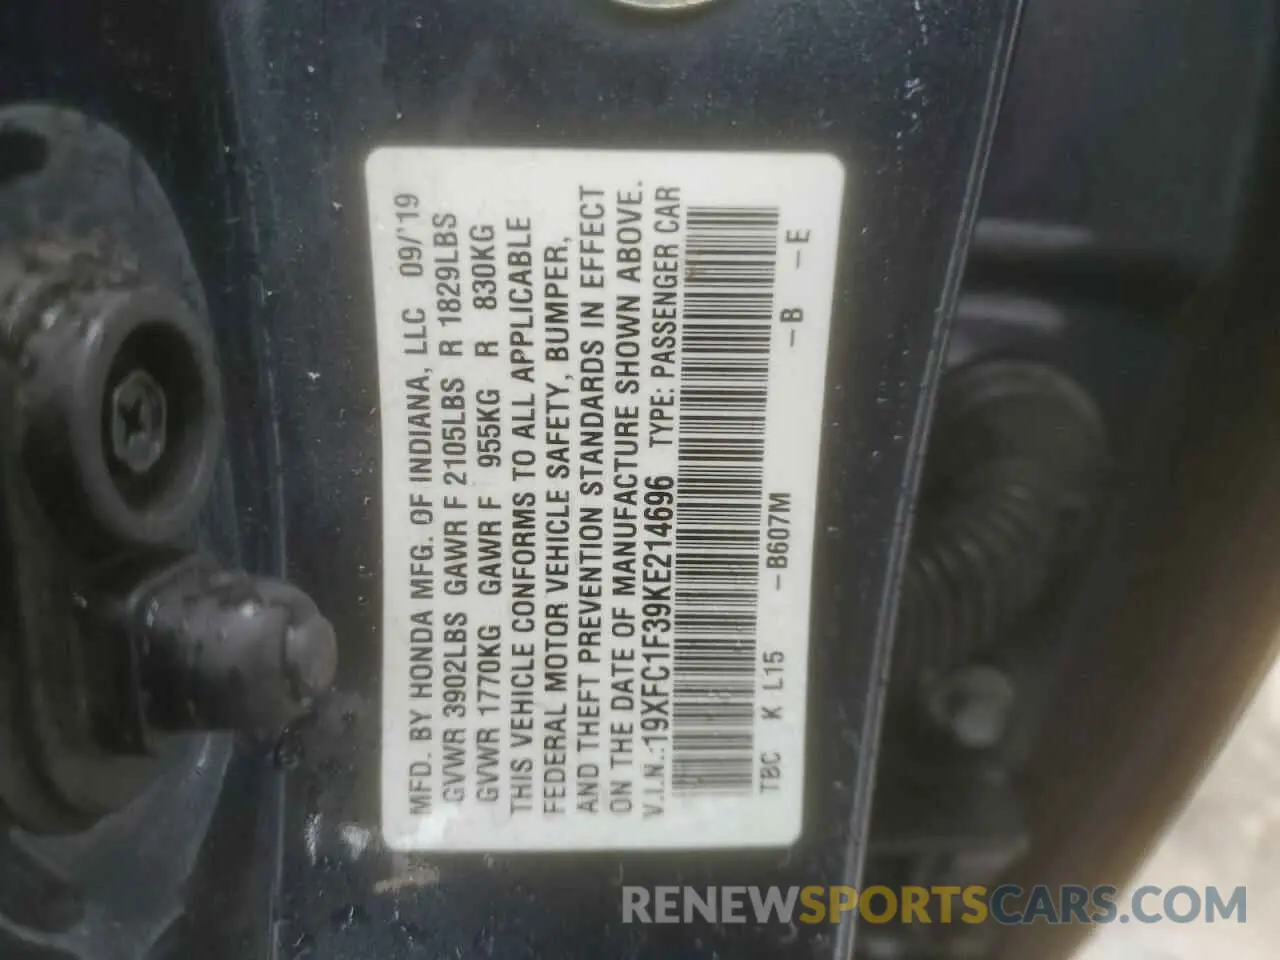 MFD. BY HONDA MFG. OF INDIANA, LLC 09/'19
GVWR 3902LBS GAWR F 2105LBS R 1829LBS
GVWR 1770KG GAWR F 955KG R 830KG
THIS VEHICLE CONFORMS TO ALL APPLICABLE
FEDERAL MOTOR VEHICLE SAFETY, BUMPER,
AND THEFT PREVENTION STANDARDS IN EFFECT
ON THE DATE OF MANUFACTURE SHOWN ABOVE.
V.I.N.:19XFC1F39KE214696 TYPE: PASSENGER CAR
TBC K L15 -B607M -B -E
RENEWSPORTSCARS.COM